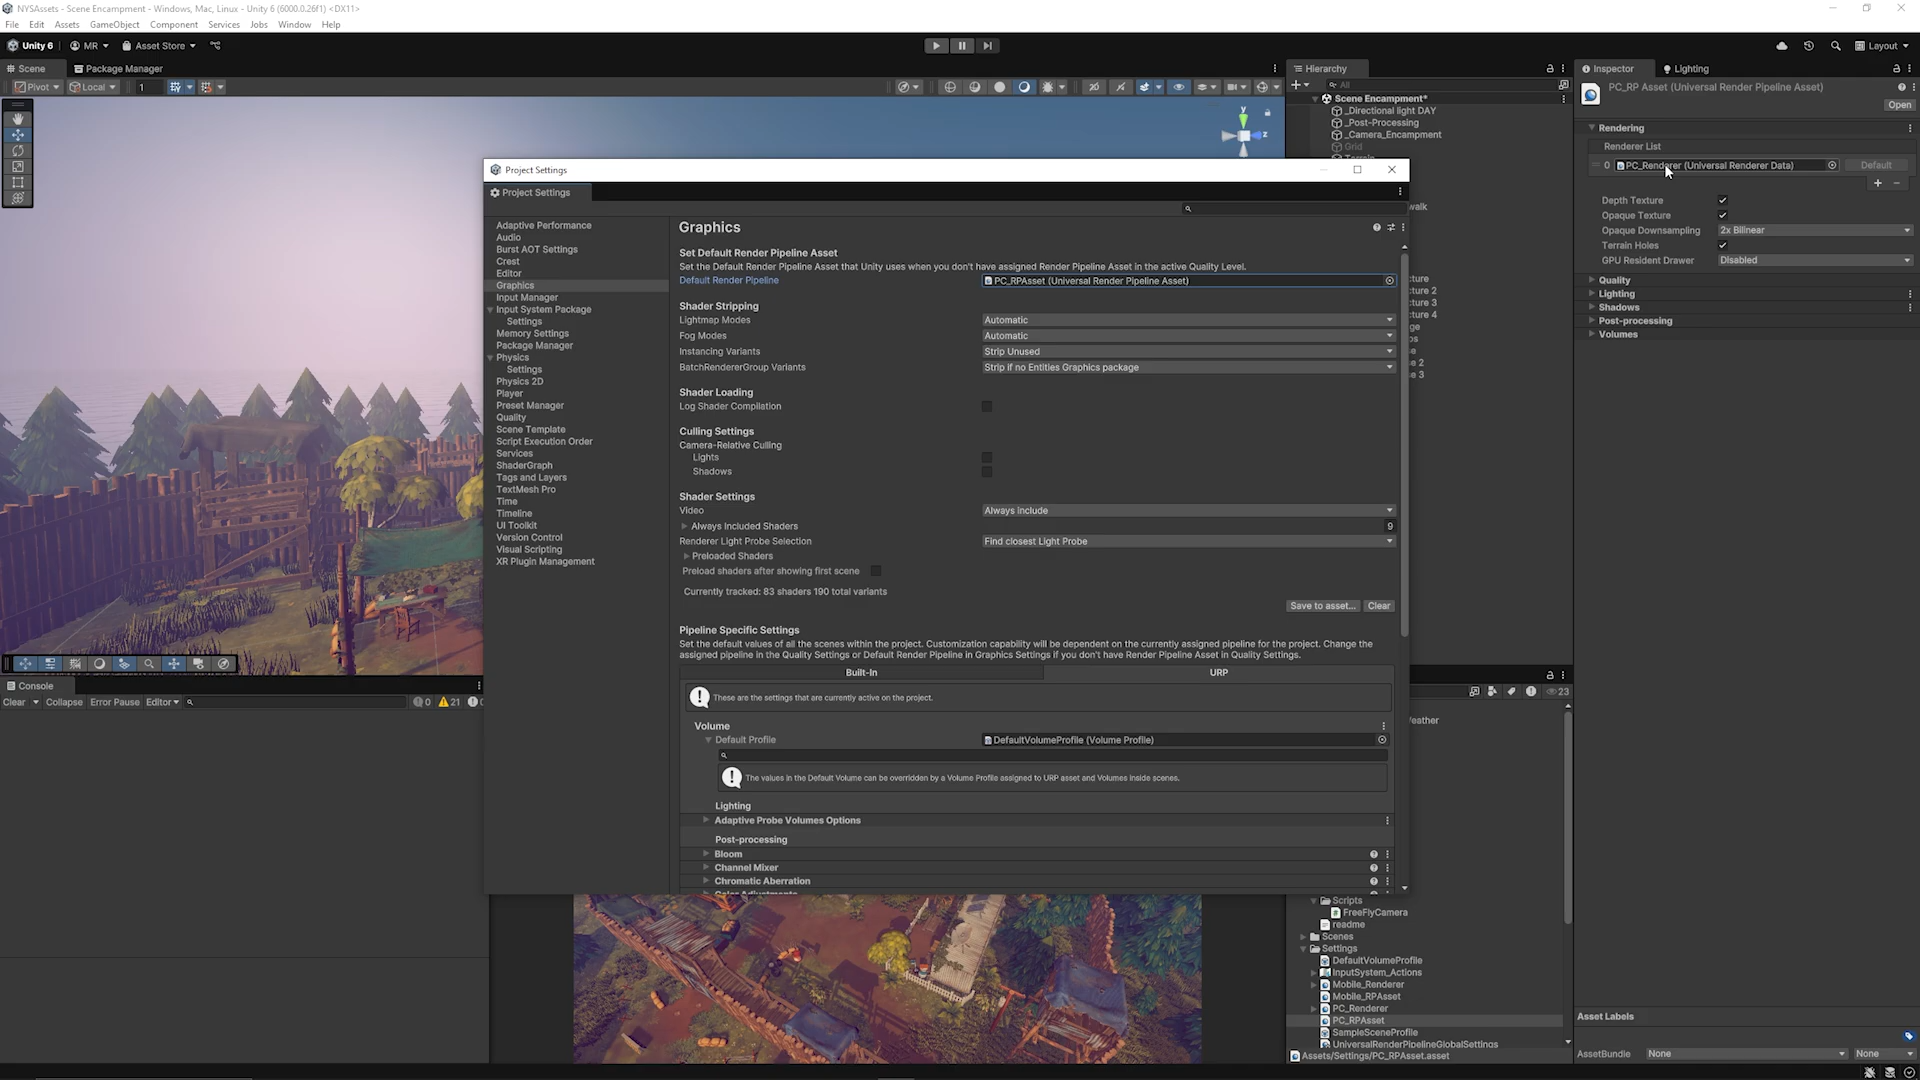 NYSAssets - Scene Encampment - Windows, Mac, Linux - Unity 6 (6000.0.26f1) <DX11>
File Edit Assets GameObject Component Services Jobs Window Help
Unity 6 MR Asset Store Layout
Scene Package Manager
Pivot Local 1
y
z
Console
Clear Collapse Error Pause Editor 0 21 0
Project Settings
Project Settings
Adaptive Performance
Audio
Burst AOT Settings
Crest
Editor
Graphics
Input Manager
Input System Package
Settings
Memory Settings
Package Manager
Physics
Settings
Physics 2D
Player
Preset Manager
Quality
Scene Template
Script Execution Order
Services
ShaderGraph
Tags and Layers
TextMesh Pro
Time
Timeline
UI Toolkit
Version Control
Visual Scripting
XR Plugin Management
Graphics
Set Default Render Pipeline Asset
Set the Default Render Pipeline Asset that Unity uses when you don't have assigned Render Pipeline Asset in the active Quality Level.
Default Render Pipeline PC_RPAsset (Universal Render Pipeline Asset)
Shader Stripping
Lightmap Modes Automatic
Fog Modes Automatic
Instancing Variants Strip Unused
BatchRendererGroup Variants Strip if no Entities Graphics package
Shader Loading
Log Shader Compilation
Culling Settings
Camera-Relative Culling
Lights
Shadows
Shader Settings
Video Always include
Always Included Shaders 9
Renderer Light Probe Selection Find closest Light Probe
Preloaded Shaders
Preload shaders after showing first scene
Currently tracked: 83 shaders 190 total variants
Save to asset... Clear
Pipeline Specific Settings
Set the default values of all the scenes within the project. Customization capability will be dependent on the currently assigned pipeline for the project. Change the
assigned pipeline in the Quality Settings or Default Render Pipeline in Graphics Settings if you don't have Render Pipeline Asset in Quality Settings.
Built-In URP
These are the settings that are currently active on the project.
Volume
Default Profile DefaultVolumeProfile (Volume Profile)
The values in the Default Volume can be overridden by a Volume Profile assigned to URP asset and Volumes inside scenes.
Lighting
Adaptive Probe Volumes Options
Post-processing
Bloom
Channel Mixer
Chromatic Aberration
Hierarchy
All
Scene Encampment*
_Directional light DAY
_Post-Processing
_Camera_Encampment
Grid
Terrain
walk
ture
ture 2
ture 3
ture 4
ge
os
e
e 2
e 3
23
eather
Scripts
FreeFlyCamera
readme
Scenes
Settings
DefaultVolumeProfile
InputSystem_Actions
Mobile_Renderer
Mobile_RPAsset
PC_Renderer
PC_RPAsset
SampleSceneProfile
UniversalRenderPipelineGlobalSettings
Assets/Settings/PC_RPAsset.asset
Inspector Lighting
PC_RP Asset (Universal Render Pipeline Asset)
Open
Rendering
Renderer List
0 PC_Renderer (Universal Renderer Data) Default
Depth Texture
Opaque Texture
Opaque Downsampling 2x Bilinear
Terrain Holes
GPU Resident Drawer Disabled
Quality
Lighting
Shadows
Post-processing
Volumes
Asset Labels
AssetBundle None None